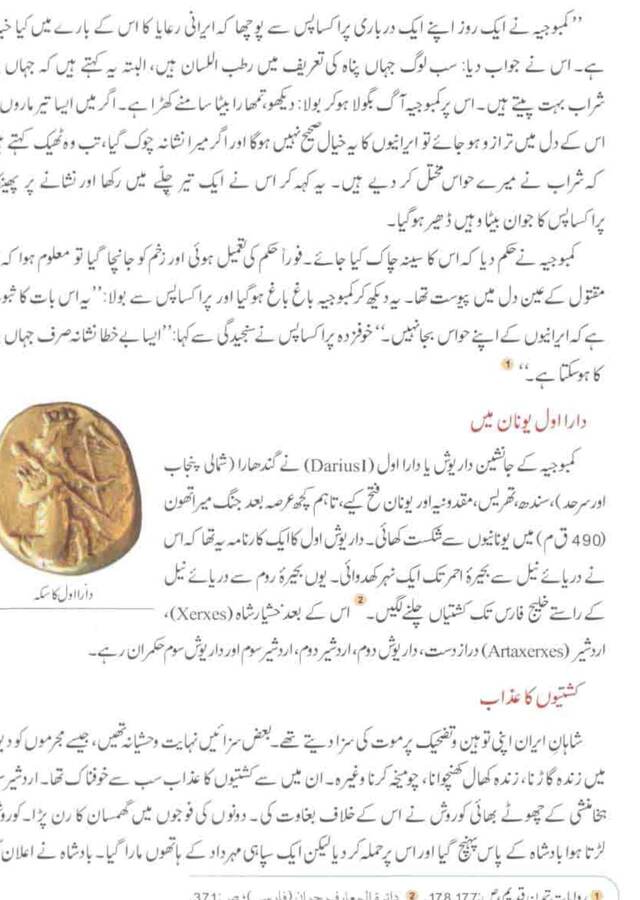 ”کمبوجیہ نے ایک روز اپنے ایک درباری پراکساپس سے پوچھا کہ ایرانی رعایا کا اس کے بارے میں کیا
ہے۔ اس نے جواب دیا: سب لوگ جہاں پناہ کی تعریف میں رطب اللسان ہیں، البتہ یہ کہتے ہیں کہ جہاں
شراب بہت پیتے ہیں۔ اس پر کمبوجیہ آگ بگولا ہو کر بولا: دیکھو، تمھارا بیٹا سامنے کھڑا ہے۔ اگر میں ایسا تیر ماروں
اس کے دل میں ترازو ہو جائے تو ایرانیوں کا یہ خیال صحیح نہیں ہوگا اور اگر میرا نشانہ چوک گیا، تب وہ ٹھیک کہتے
کہ شراب نے میرے حواس مختل کر دیے ہیں۔ یہ کہہ کر اس نے ایک تیر چلّے میں رکھا اور نشانے پر
پراکساپس کا جوان بیٹا وہیں ڈھیر ہوگیا۔
کمبوجیہ نے حکم دیا کہ اس کا سینہ چاک کیا جائے۔ فوراً حکم کی تعمیل ہوئی اور زخم کو جانچا گیا تو معلوم ہوا کہ
مقتول کے عین دل میں پیوست تھا۔ یہ دیکھ کر کمبوجیہ باغ باغ ہوگیا اور پراکساپس سے بولا: ”یہ اس بات کا
ہے کہ ایرانیوں کے اپنے حواس بجا نہیں۔“ خوفزدہ پراکساپس نے سنجیدگی سے کہا: ”ایسا بے خطا نشانہ صرف جہاں
کا ہوسکتا ہے۔“ 1
دارا اول یونان میں
کمبوجیہ کے جانشین داریوش یا دارا اول (Darius I) نے گندھارا (شمالی پنجاب
اور سرحد)، سندھ، تھریس، مقدونیہ اور یونان فتح کیے، تاہم کچھ عرصہ بعد جنگ میراتھون
(490 ق م) میں یونانیوں سے شکست کھائی۔ داریوش اول کا ایک کارنامہ یہ تھا کہ اس
نے دریائے نیل سے بحیرۂ احمر تک ایک نہر کھدوائی۔ یوں بحیرۂ روم سے دریائے نیل
کے راستے خلیج فارس تک کشتیاں چلنے لگیں۔ 2 اس کے بعد خشیارشاہ (Xerxes)،
اردشیر (Artaxerxes) دراز دست، داریوش دوم، اردشیر دوم، اردشیر سوم اور داریوش سوم حکمران رہے۔
دارا اول کا سکہ
کشتیوں کا عذاب
شاہانِ ایران اپنی توہین و تضحیک پر موت کی سزا دیتے تھے۔ بعض سزائیں نہایت وحشیانہ تھیں، جیسے مجرموں کو
میں زندہ گاڑنا، زندہ کھال کھنچوانا، چومیخہ کرنا وغیرہ۔ ان میں سے کشتیوں کا عذاب سب سے خوفناک تھا۔ اردشیر
ہخامنشی کے چھوٹے بھائی کوروش نے اس کے خلاف بغاوت کی۔ دونوں کی فوجوں میں گھمسان کا رن پڑا۔ کوروش
لڑتا ہوا بادشاہ کے پاس پہنچ گیا اور اس پر حملہ کر دیا لیکن ایک سپاہی مہرداد کے ہاتھوں مارا گیا۔ بادشاہ نے اعلان
1 روایات تمدن قدیم، ص: 178,177۔ 2 371